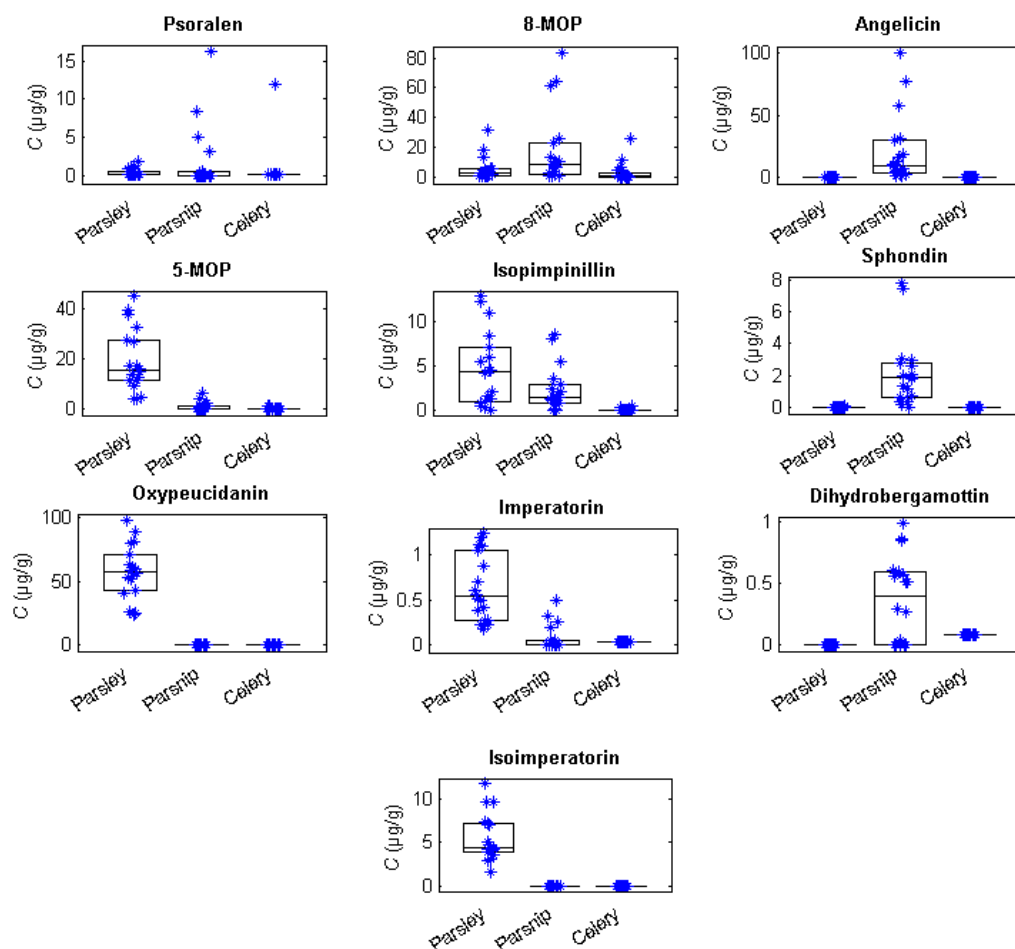 Psoralen
C (µg/g)
15
10
5
0
Parsley
Parsnip
Celery
8-MOP
C (µg/g)
80
60
40
20
0
Parsley
Parsnip
Celery
Angelicin
C (µg/g)
100
50
0
Parsley
Parsnip
Celery
5-MOP
C (µg/g)
40
20
0
Parsley
Parsnip
Celery
Isopimpinillin
C (µg/g)
10
5
0
Parsley
Parsnip
Celery
Sphondin
C (µg/g)
8
6
4
2
0
Parsley
Parsnip
Celery
Oxypeucidanin
C (µg/g)
100
50
0
Parsley
Parsnip
Celery
Imperatorin
C (µg/g)
1
0.5
0
Parsley
Parsnip
Celery
Dihydrobergamottin
C (µg/g)
1
0.5
0
Parsley
Parsnip
Celery
Isoimperatorin
C (µg/g)
10
5
0
Parsley
Parsnip
Celery